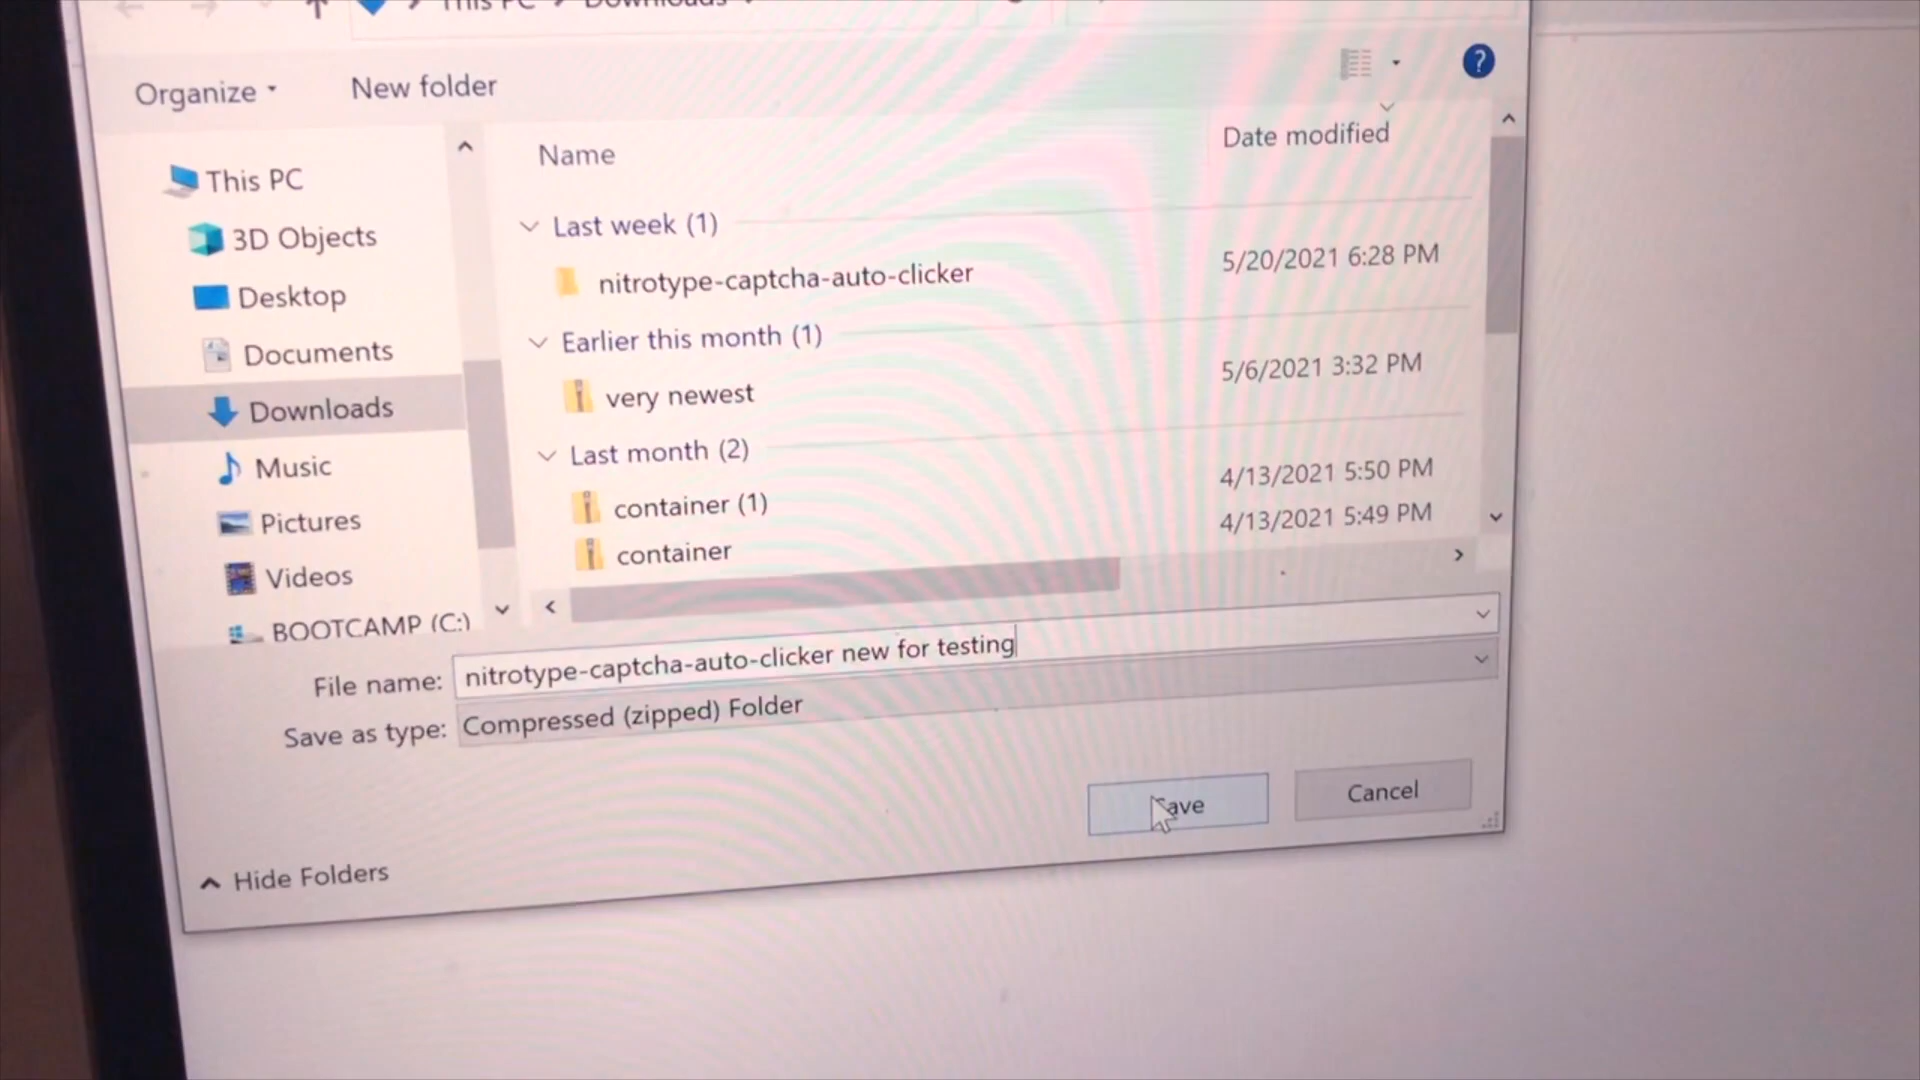 This PC
Downloads
Organize
New folder
?
Name
Date modified
This PC
3D Objects
Desktop
Documents
Downloads
Music
Pictures
Videos
BOOTCAMP (C:)
Last week (1)
nitrotype-captcha-auto-clicker 5/20/2021 6:28 PM
Earlier this month (1)
very newest 5/6/2021 3:32 PM
Last month (2)
container (1) 4/13/2021 5:50 PM
container 4/13/2021 5:49 PM
File name: nitrotype-captcha-auto-clicker new for testing
Save as type: Compressed (zipped) Folder
Save
Cancel
Hide Folders